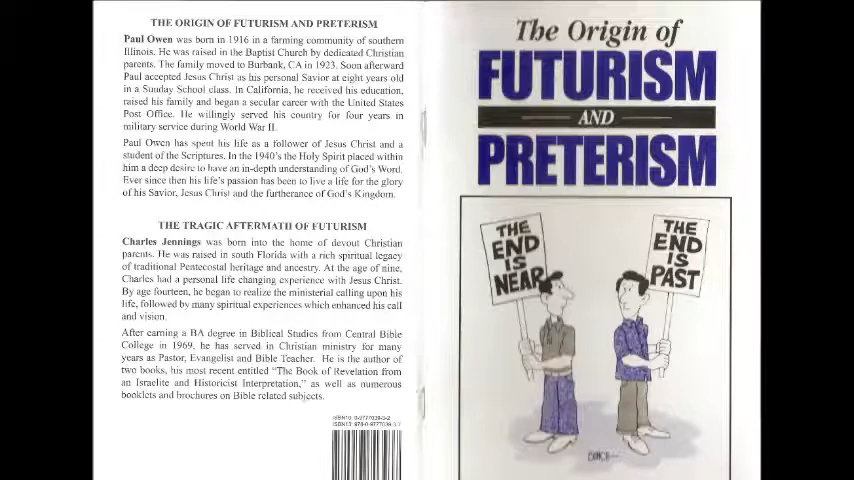 THE ORIGIN OF FUTURISM AND PRETERISM
Paul Owen was born in 1916 in a farming community of southern
Illinois. He was raised in the Baptist Church by dedicated Christian
parents. The family moved to Burbank, CA in 1923. Soon afterward
Paul accepted Jesus Christ as his personal Savior at eight years old
in a Sunday School class. In California, he received his education,
raised his family and began a secular career with the United States
Post Office. He willingly served his country for four years in
military service during World War II.
Paul Owen has spent his life as a follower of Jesus Christ and a
student of the Scriptures. In the 1940's the Holy Spirit placed within
him a deep desire to have an in-depth understanding of God's Word.
Ever since then his life's passion has been to live a life for the glory
of his Savior, Jesus Christ and the furtherance of God's Kingdom.
THE TRAGIC AFTERMATH OF FUTURISM
Charles Jennings was born into the home of devout Christian
parents. He was raised in south Florida with a rich spiritual legacy
of traditional Pentecostal heritage and ancestry. At the age of nine,
Charles had a personal life changing experience with Jesus Christ.
By age fourteen, he began to realize the ministerial calling upon his
life, followed by many spiritual experiences which enhanced his call
and vision.
After earning a BA degree in Biblical Studies from Central Bible
College in 1969, he has served in Christian ministry for many
years as Pastor, Evangelist and Bible Teacher. He is the author of
two books, his most recent entitled "The Book of Revelation from
an Israelite and Historicist Interpretation," as well as numerous
booklets and brochures on Bible related subjects.
ISBN10: 0-9777039-3-2
ISBN13: 978-0-9777039-3-7
The Origin of
FUTURISM
AND
PRETERISM
THE
END
IS
NEAR
THE
END
IS
PAST